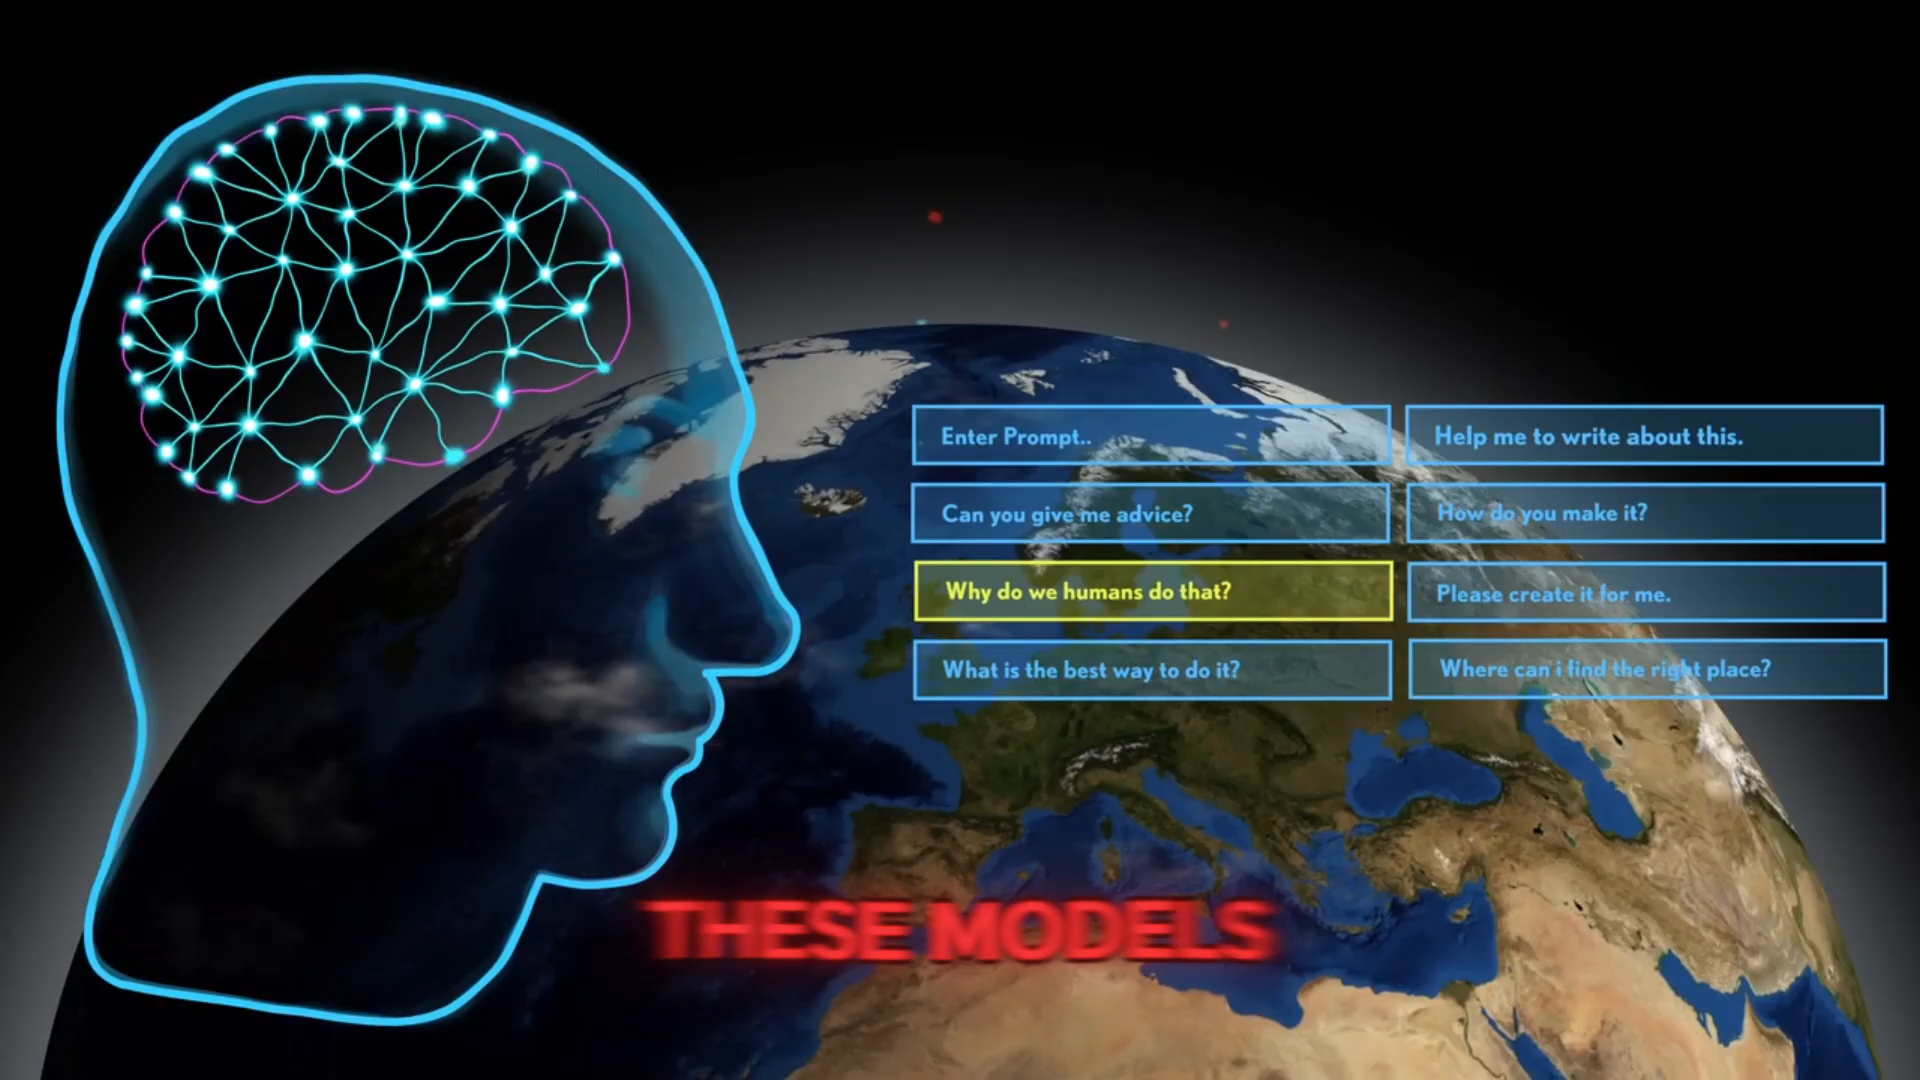 Enter Prompt..
Help me to write about this.
Can you give me advice?
How do you make it?
Why do we humans do that?
Please create it for me.
What is the best way to do it?
Where can i find the right place?
THESE MODELS